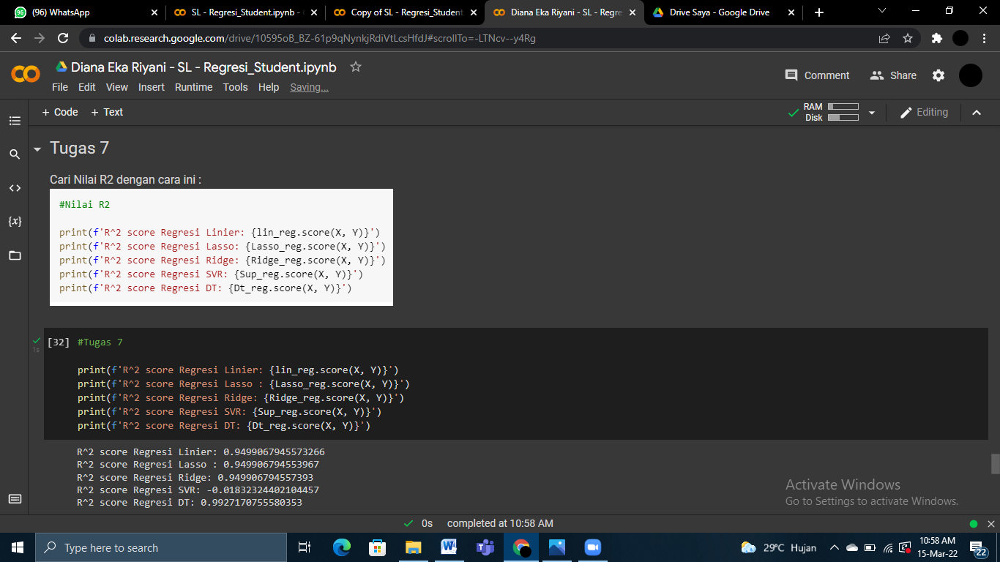 96 (96) WhatsApp
SL - Regresi_Student.ipynb -
Copy of SL - Regresi_Student
Diana Eka Riyani - SL - Regre
Drive Saya - Google Drive
colab.research.google.com/drive/10595oB_BZ-61p9qNynkjRdiVtLcsHfdJ#scrollTo=-LTNcv--y4Rg
Diana Eka Riyani - SL - Regresi_Student.ipynb
Comment Share
File Edit View Insert Runtime Tools Help Saving...
+ Code + Text
RAM
Disk
Editing
Tugas 7
Cari Nilai R2 dengan cara ini :
#Nilai R2
print(f'R^2 score Regresi Linier: {lin_reg.score(X, Y)}')
print(f'R^2 score Regresi Lasso: {Lasso_reg.score(X, Y)}')
print(f'R^2 score Regresi Ridge: {Ridge_reg.score(X, Y)}')
print(f'R^2 score Regresi SVR: {Sup_reg.score(X, Y)}')
print(f'R^2 score Regresi DT: {Dt_reg.score(X, Y)}')
{x}
[32] #Tugas 7
1s
print(f'R^2 score Regresi Linier: {lin_reg.score(X, Y)}')
print(f'R^2 score Regresi Lasso : {Lasso_reg.score(X, Y)}')
print(f'R^2 score Regresi Ridge: {Ridge_reg.score(X, Y)}')
print(f'R^2 score Regresi SVR: {Sup_reg.score(X, Y)}')
print(f'R^2 score Regresi DT: {Dt_reg.score(X, Y)}')
R^2 score Regresi Linier: 0.9499067945573266
R^2 score Regresi Lasso : 0.949906794553967
R^2 score Regresi Ridge: 0.949906794557393
R^2 score Regresi SVR: -0.01832324402104457
R^2 score Regresi DT: 0.9927170755580353
Activate Windows
Go to Settings to activate Windows.
0s completed at 10:58 AM
Type here to search
29°C Hujan
10:58 AM
15-Mar-22
22